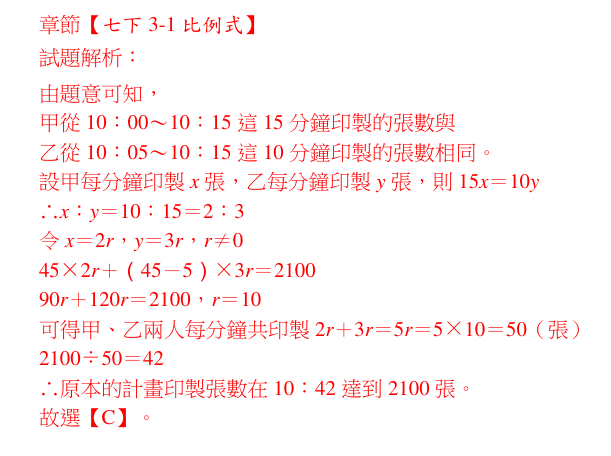 章節【七下 3-1 比例式】
試題解析：
由題意可知，
甲從 10：00～10：15 這 15 分鐘印製的張數與
乙從 10：05～10：15 這 10 分鐘印製的張數相同。
設甲每分鐘印製 x 張，乙每分鐘印製 y 張，則 15x＝10y
∴x：y＝10：15＝2：3
令 x＝2r，y＝3r，r≠0
45×2r＋（45－5）×3r＝2100
90r＋120r＝2100，r＝10
可得甲、乙兩人每分鐘共印製 2r＋3r＝5r＝5×10＝50（張）
2100÷50＝42
∴原本的計畫印製張數在 10：42 達到 2100 張。
故選【C】。